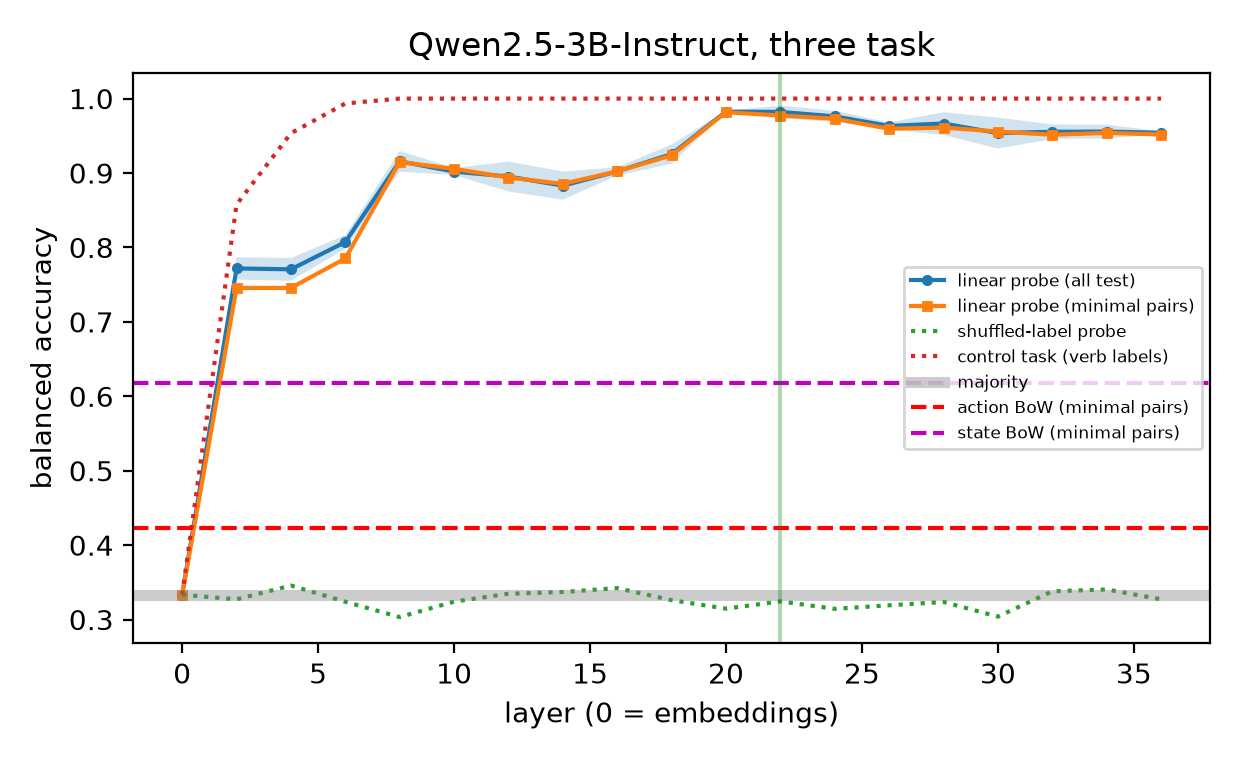 Qwen2.5-3B-Instruct, three task
balanced accuracy
1.0
0.9
0.8
0.7
0.6
0.5
0.4
0.3
linear probe (all test)
linear probe (minimal pairs)
shuffled-label probe
control task (verb labels)
majority
action BoW (minimal pairs)
state BoW (minimal pairs)
0 5 10 15 20 25 30 35
layer (0 = embeddings)